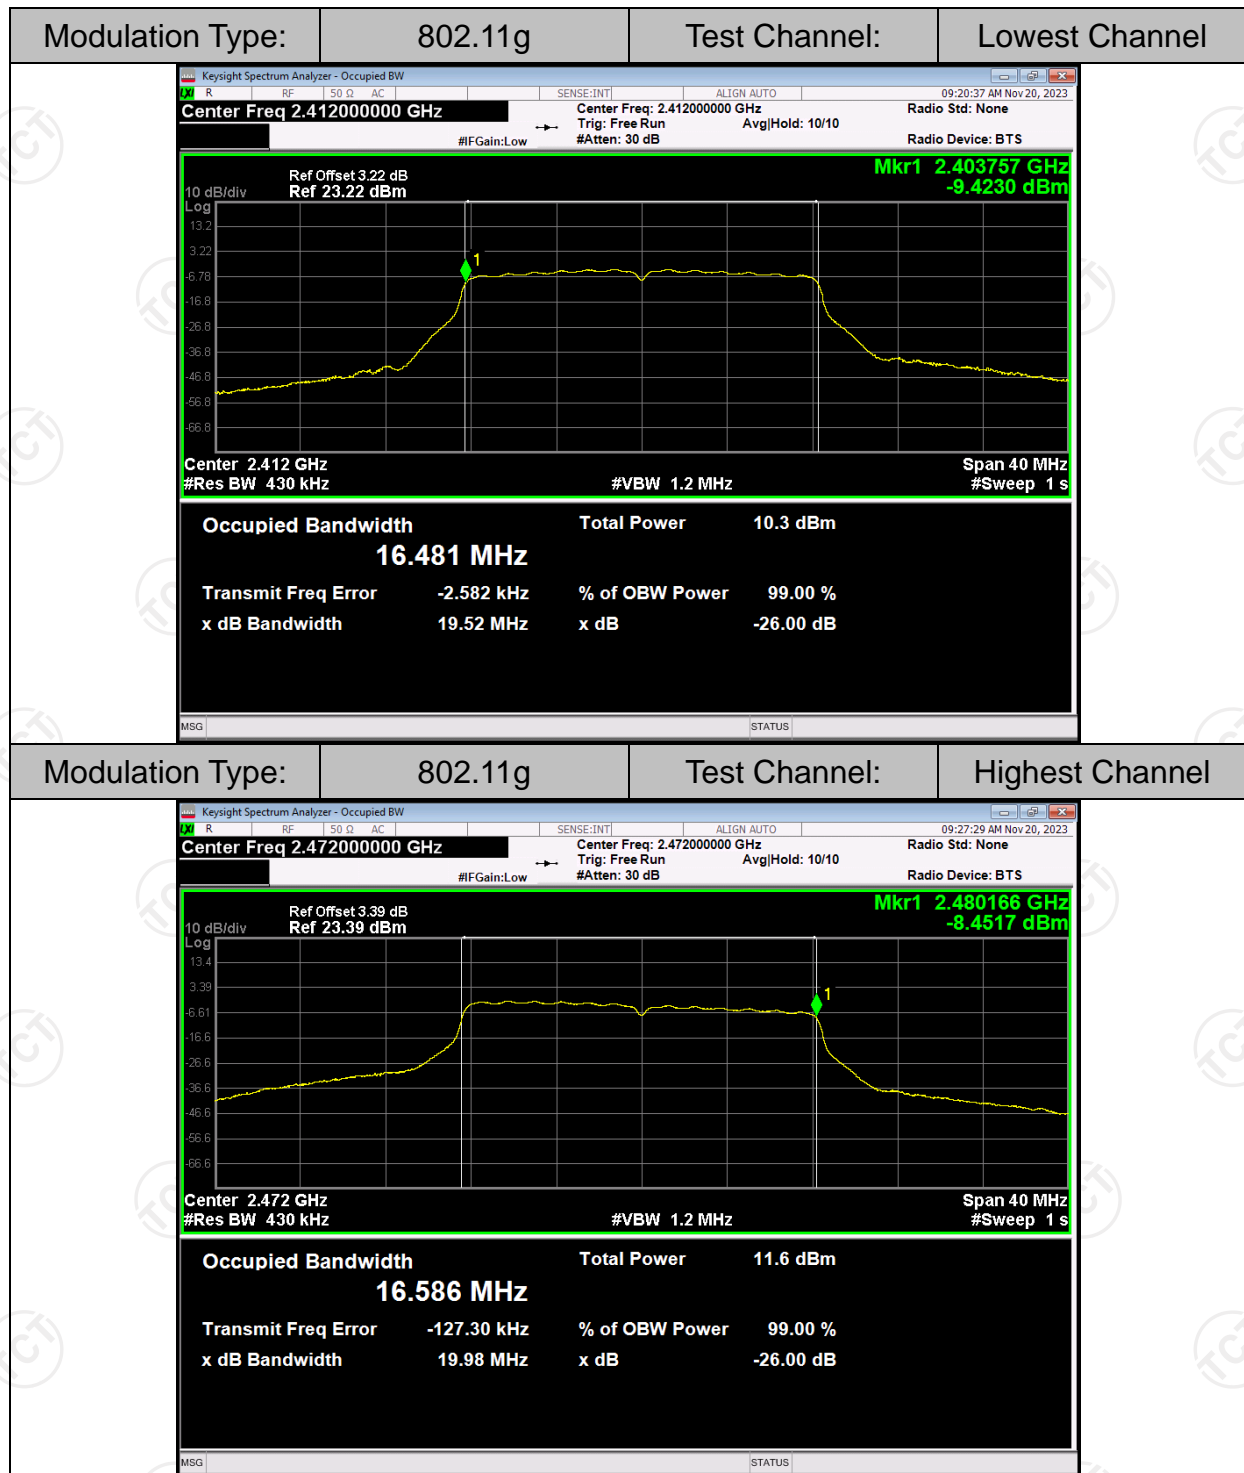 Modulation Type: 802.11g Test Channel: Lowest Channel
Keysight Spectrum Analyzer - Occupied BW
LXI R RF 50 Ω AC SENSE:INT ALIGN AUTO 09:20:37 AM Nov 20, 2023
Center Freq 2.412000000 GHz Center Freq: 2.412000000 GHz Radio Std: None
Trig: Free Run Avg|Hold: 10/10
#IFGain:Low #Atten: 30 dB Radio Device: BTS
Mkr1 2.403757 GHz
-9.4230 dBm
Ref Offset 3.22 dB
10 dB/div Ref 23.22 dBm
Log
13.2
3.22
1
-6.78
-16.8
-26.8
-36.8
-46.8
-56.8
-66.8
Center 2.412 GHz Span 40 MHz
#Res BW 430 kHz #VBW 1.2 MHz #Sweep 1 s
Occupied Bandwidth Total Power 10.3 dBm
16.481 MHz
Transmit Freq Error -2.582 kHz % of OBW Power 99.00 %
x dB Bandwidth 19.52 MHz x dB -26.00 dB
MSG STATUS
Modulation Type: 802.11g Test Channel: Highest Channel
Keysight Spectrum Analyzer - Occupied BW
LXI R RF 50 Ω AC SENSE:INT ALIGN AUTO 09:27:29 AM Nov 20, 2023
Center Freq 2.472000000 GHz Center Freq: 2.472000000 GHz Radio Std: None
Trig: Free Run Avg|Hold: 10/10
#IFGain:Low #Atten: 30 dB Radio Device: BTS
Mkr1 2.480166 GHz
-8.4517 dBm
Ref Offset 3.39 dB
10 dB/div Ref 23.39 dBm
Log
13.4
3.39
1
-6.61
-16.6
-26.6
-36.6
-46.6
-56.6
-66.6
Center 2.472 GHz Span 40 MHz
#Res BW 430 kHz #VBW 1.2 MHz #Sweep 1 s
Occupied Bandwidth Total Power 11.6 dBm
16.586 MHz
Transmit Freq Error -127.30 kHz % of OBW Power 99.00 %
x dB Bandwidth 19.98 MHz x dB -26.00 dB
MSG STATUS
TCT